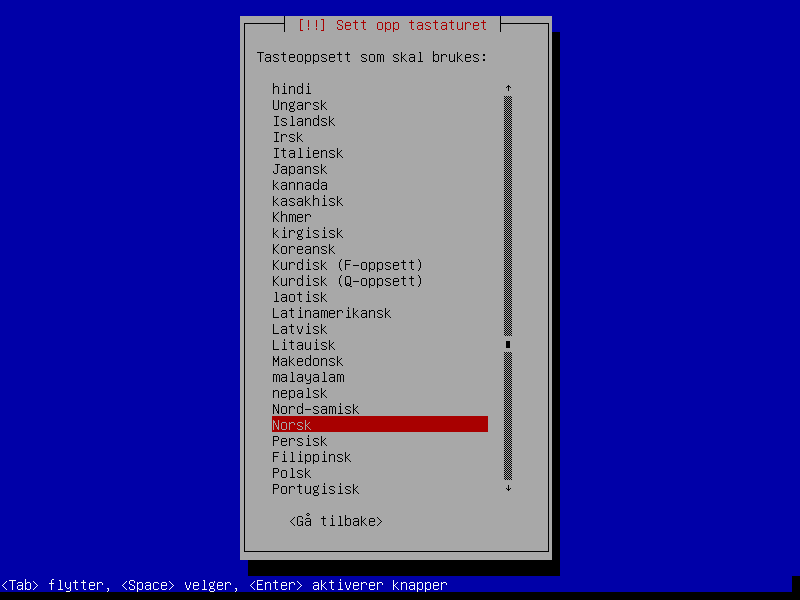 [!!] Sett opp tastaturet
Tasteoppsett som skal brukes:
hindi
Ungarsk
Islandsk
Irsk
Italiensk
Japansk
kannada
kasakhisk
Khmer
kirgisisk
Koreansk
Kurdisk (F-oppsett)
Kurdisk (Q-oppsett)
laotisk
Latinamerikansk
Latvisk
Litauisk
Makedonsk
malayalam
nepalsk
Nord-samisk
Norsk
Persisk
Filippinsk
Polsk
Portugisisk
<Gå tilbake>
<Tab> flytter, <Space> velger, <Enter> aktiverer knapper